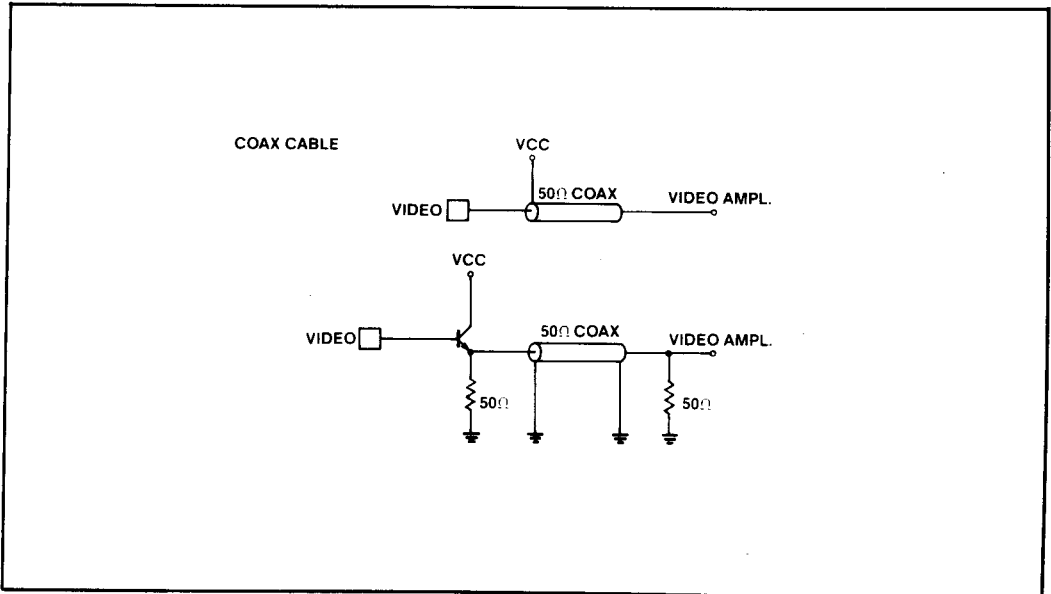 COAX CABLE
VCC
50Ω COAX
VIDEO
VIDEO AMPL.
VCC
50Ω COAX
VIDEO
VIDEO AMPL.
50Ω
50Ω